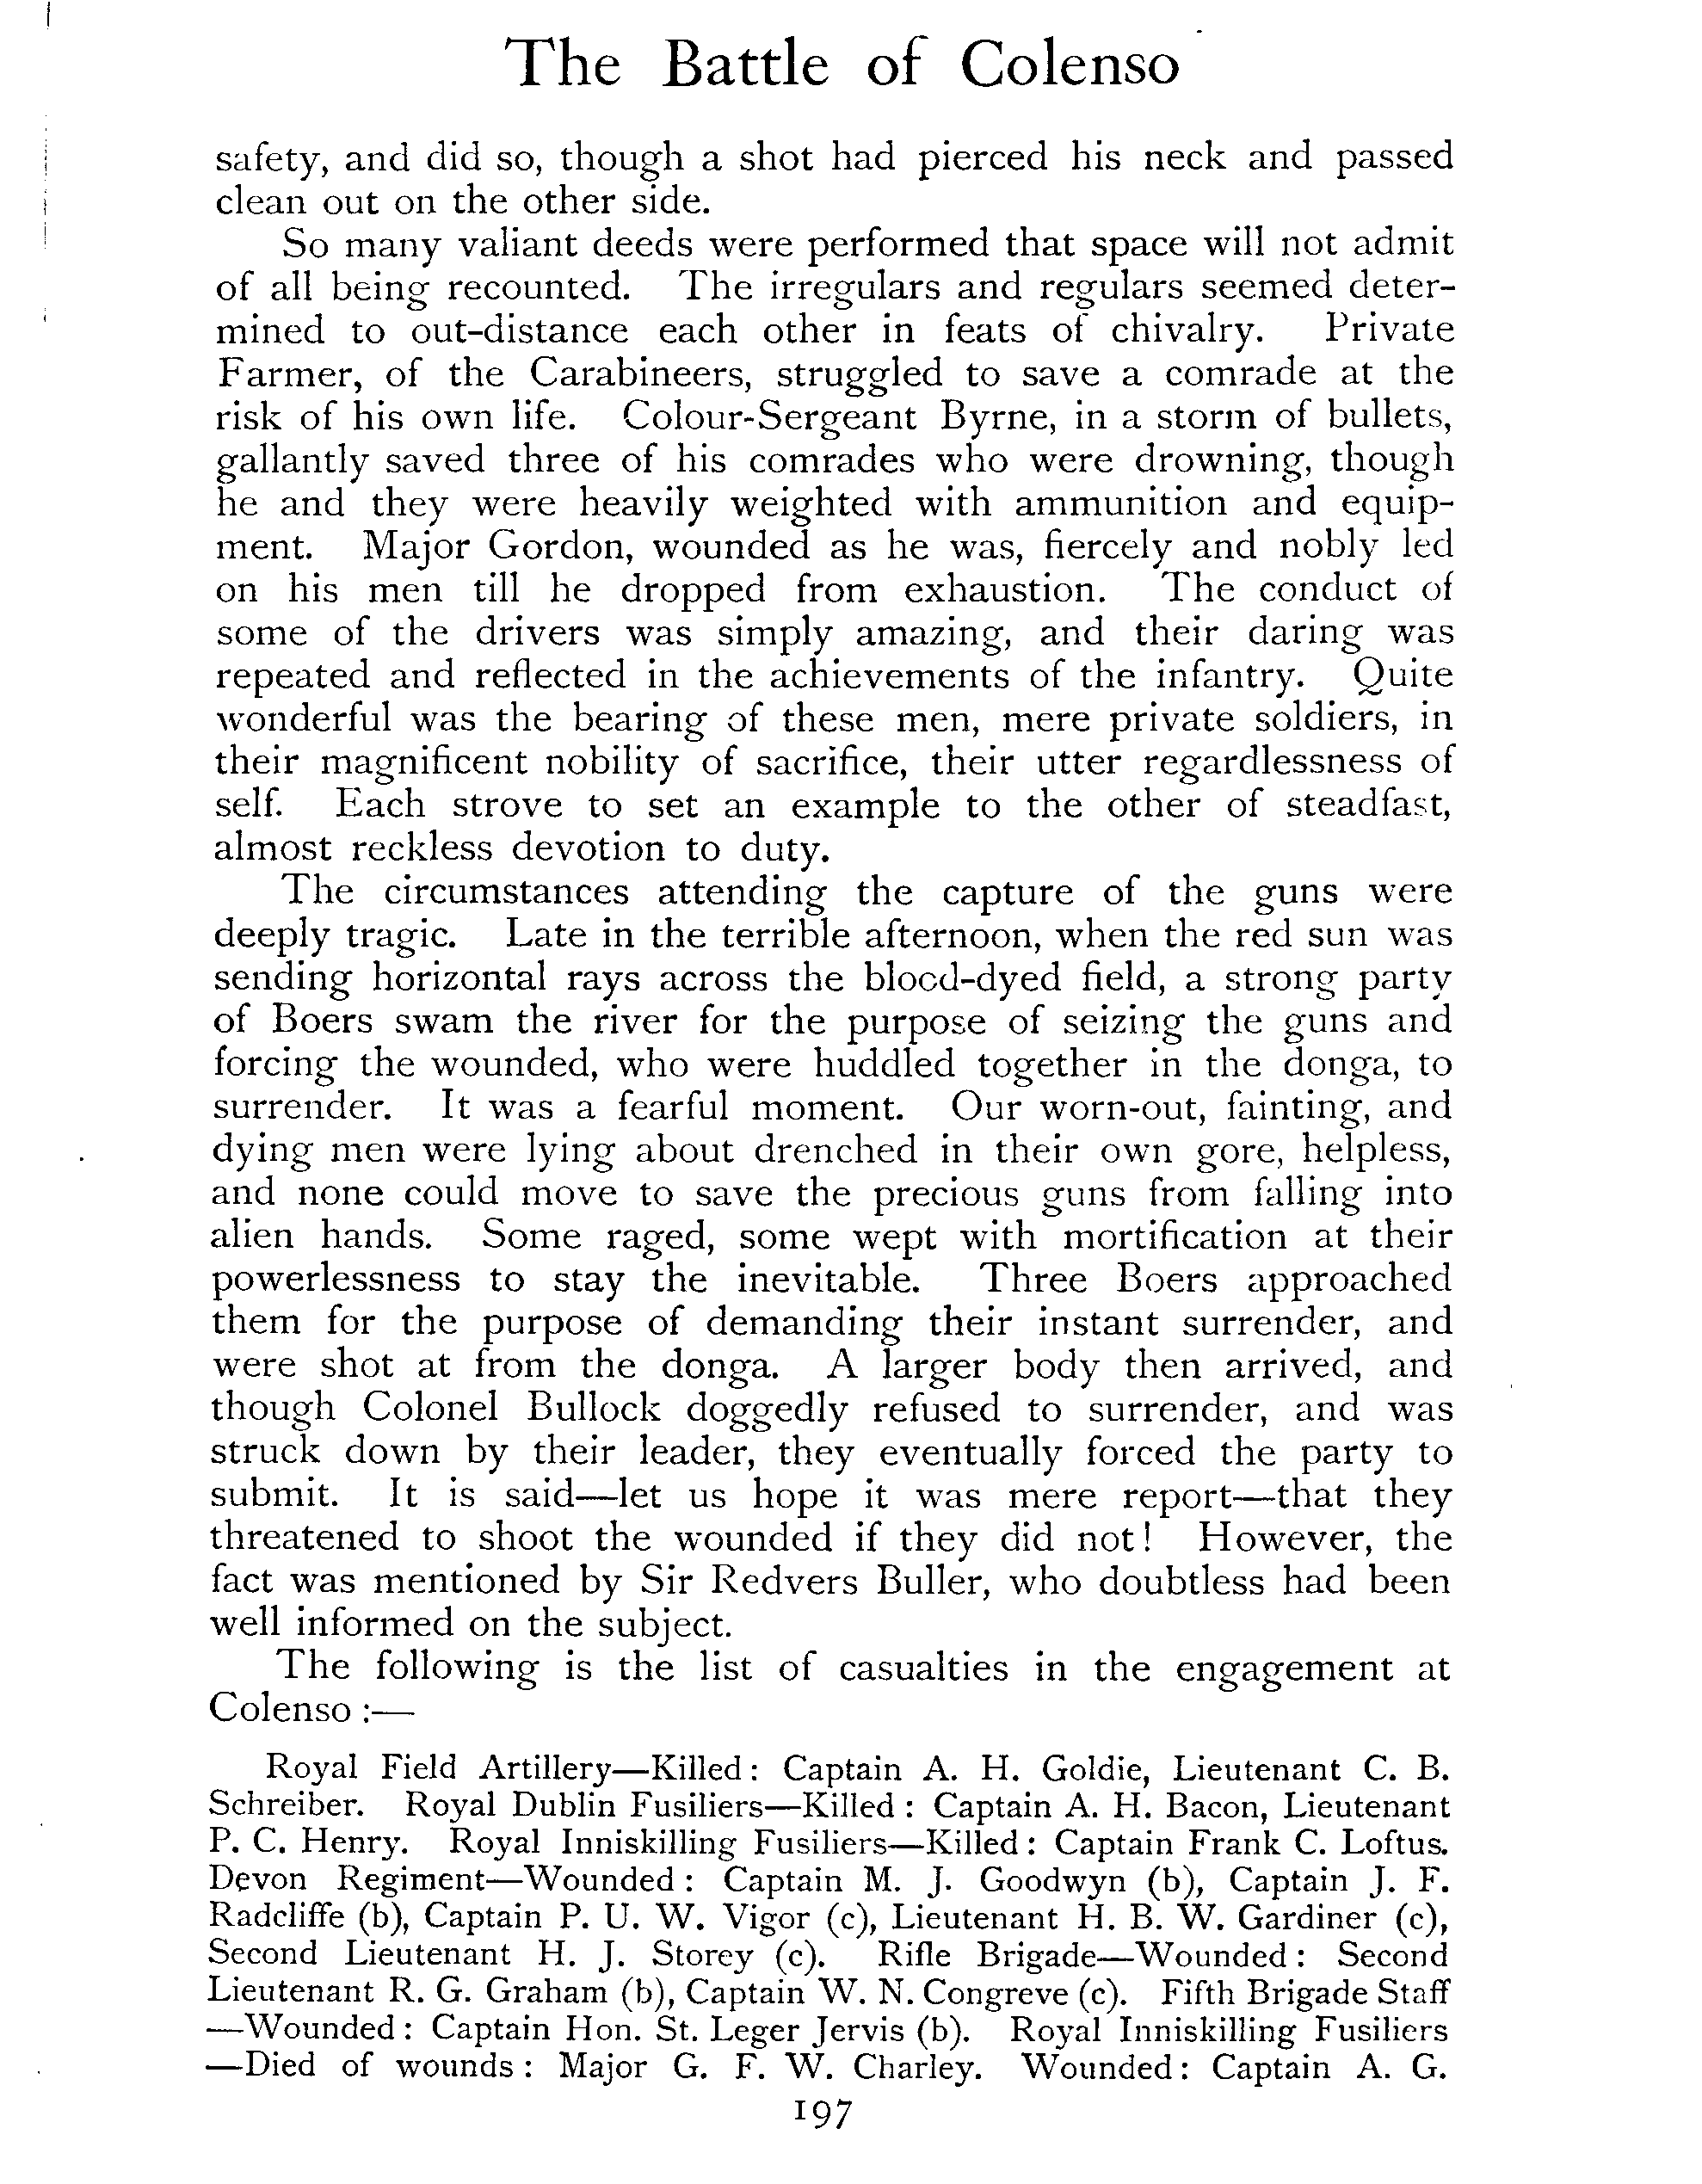 The Battle of Colenso
safety, and did so, though a shot had pierced his neck and passed
clean out on the other side.
So many valiant deeds were performed that space will not admit
of all being recounted. The irregulars and regulars seemed deter-
mined to out-distance each other in feats of chivalry. Private
Farmer, of the Carabineers, struggled to save a comrade at the
risk of his own life. Colour-Sergeant Byrne, in a storm of bullets,
gallantly saved three of his comrades who were drowning, though
he and they were heavily weighted with ammunition and equip-
ment. Major Gordon, wounded as he was, fiercely and nobly led
on his men till he dropped from exhaustion. The conduct of
some of the drivers was simply amazing, and their daring was
repeated and reflected in the achievements of the infantry. Quite
wonderful was the bearing of these men, mere private soldiers, in
their magnificent nobility of sacrifice, their utter regardlessness of
self. Each strove to set an example to the other of steadfast,
almost reckless devotion to duty.
The circumstances attending the capture of the guns were
deeply tragic. Late in the terrible afternoon, when the red sun was
sending horizontal rays across the blood-dyed field, a strong party
of Boers swam the river for the purpose of seizing the guns and
forcing the wounded, who were huddled together in the donga, to
surrender. It was a fearful moment. Our worn-out, fainting, and
dying men were lying about drenched in their own gore, helpless,
and none could move to save the precious guns from falling into
alien hands. Some raged, some wept with mortification at their
powerlessness to stay the inevitable. Three Boers approached
them for the purpose of demanding their instant surrender, and
were shot at from the donga. A larger body then arrived, and
though Colonel Bullock doggedly refused to surrender, and was
struck down by their leader, they eventually forced the party to
submit. It is said—let us hope it was mere report—that they
threatened to shoot the wounded if they did not! However, the
fact was mentioned by Sir Redvers Buller, who doubtless had been
well informed on the subject.
The following is the list of casualties in the engagement at
Colenso:—
Royal Field Artillery—Killed: Captain A. H. Goldie, Lieutenant C. B.
Schreiber. Royal Dublin Fusiliers—Killed: Captain A. H. Bacon, Lieutenant
P. C. Henry. Royal Inniskilling Fusiliers—Killed: Captain Frank C. Loftus.
Devon Regiment—Wounded: Captain M. J. Goodwyn (b), Captain J. F.
Radcliffe (b), Captain P. U. W. Vigor (c), Lieutenant H. B. W. Gardiner (c),
Second Lieutenant H. J. Storey (c). Rifle Brigade—Wounded: Second
Lieutenant R. G. Graham (b), Captain W. N. Congreve (c). Fifth Brigade Staff
—Wounded: Captain Hon. St. Leger Jervis (b). Royal Inniskilling Fusiliers
—Died of wounds: Major G. F. W. Charley. Wounded: Captain A. G.
197